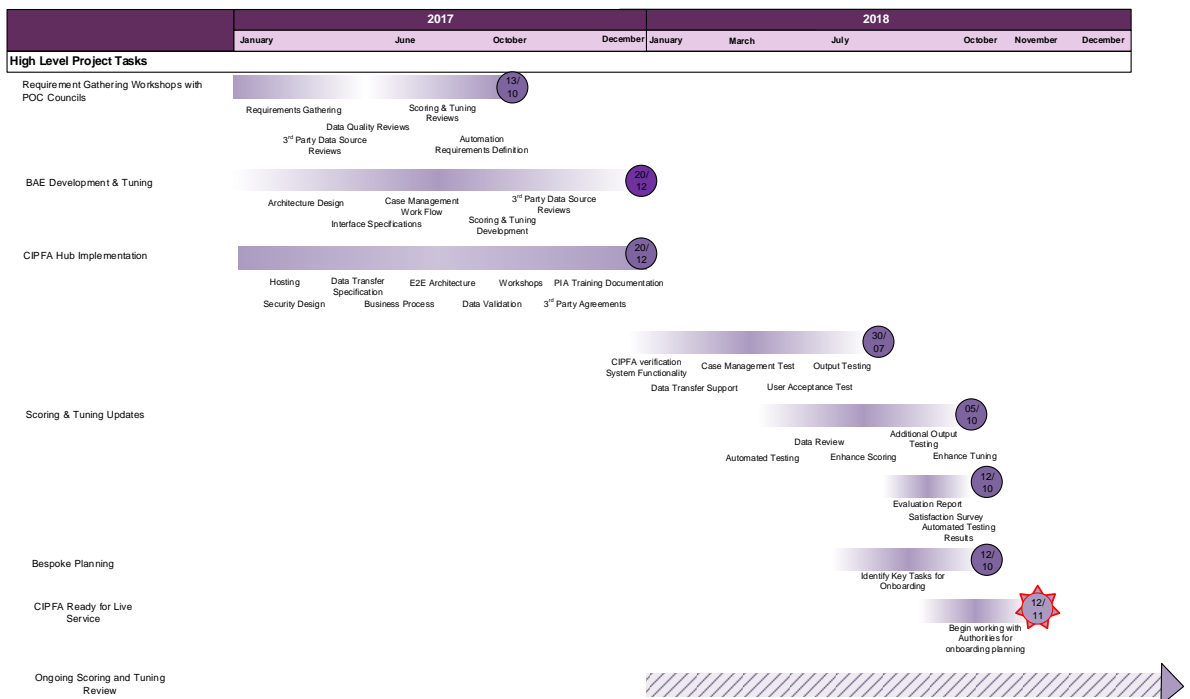 2017
2018
January
June
October
December
January
March
July
October
November
December
High Level Project Tasks
Requirement Gathering Workshops with
POC Councils
13/
10
Requirements Gathering
Scoring & Tuning
Reviews
Data Quality Reviews
3rd Party Data Source
Reviews
Automation
Requirements Definition
BAE Development & Tuning
20/
12
Architecture Design
Case Management
Work Flow
3rd Party Data Source
Reviews
Interface Specifications
Scoring & Tuning
Development
CIPFA Hub Implementation
20/
12
Hosting
Data Transfer
Specification
E2E Architecture
Workshops
PIA Training Documentation
Security Design
Business Process
Data Validation
3rd Party Agreements
30/
07
CIPFA verification
System Functionality
Case Management Test
Output Testing
Data Transfer Support
User Acceptance Test
Scoring & Tuning Updates
05/
10
Data Review
Additional Output
Testing
Automated Testing
Enhance Scoring
Enhance Tuning
12/
10
Evaluation Report
Satisfaction Survey
Automated Testing
Results
Bespoke Planning
12/
10
Identify Key Tasks for
Onboarding
CIPFA Ready for Live
Service
12/
11
Begin working with
Authorities for
onboarding planning
Ongoing Scoring and Tuning
Review